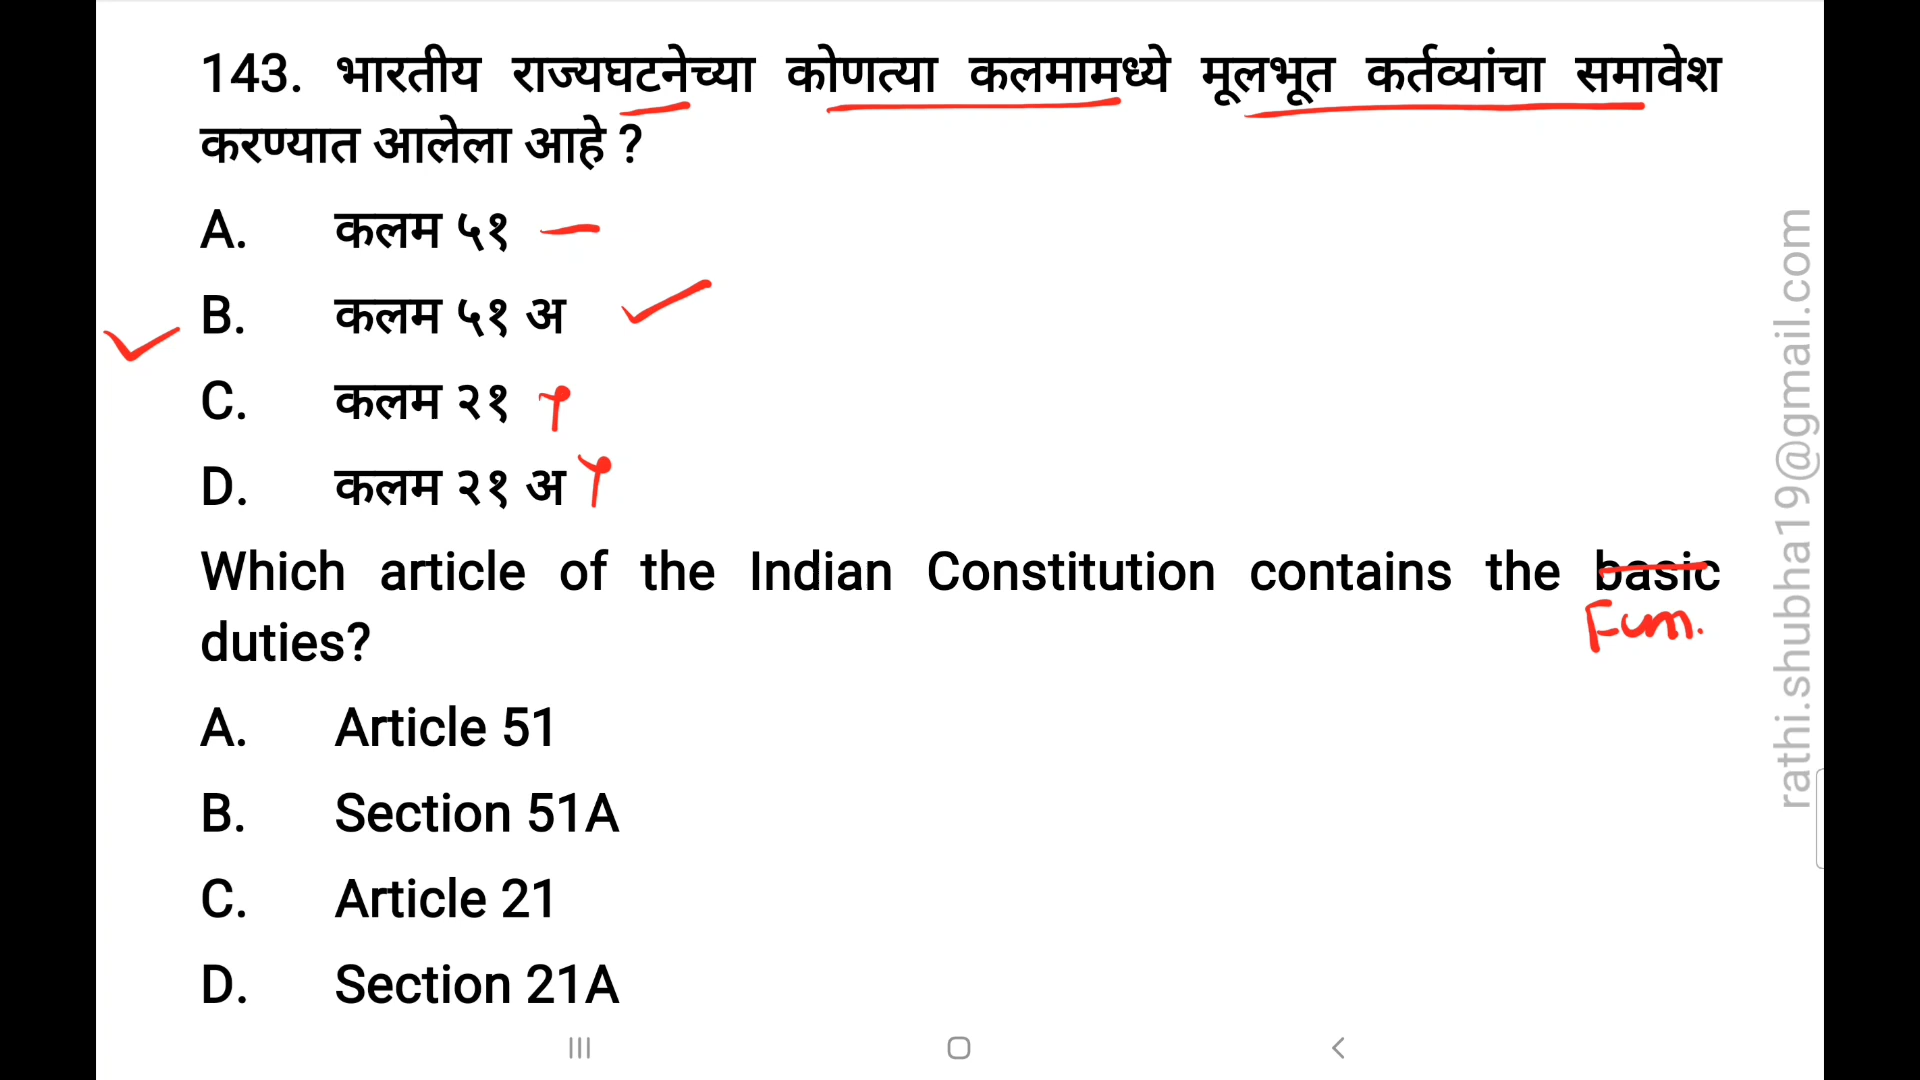 143. भारतीय राज्यघटनेच्या कोणत्या कलमामध्ये मूलभूत कर्तव्यांचा समावेश
करण्यात आलेला आहे ?
A. कलम ५१
B. कलम ५१ अ
C. कलम २१
D. कलम २१ अ
Which article of the Indian Constitution contains the basic
Fum.
duties?
A. Article 51
B. Section 51A
C. Article 21
D. Section 21A
rathi.shubha19@gmail.com